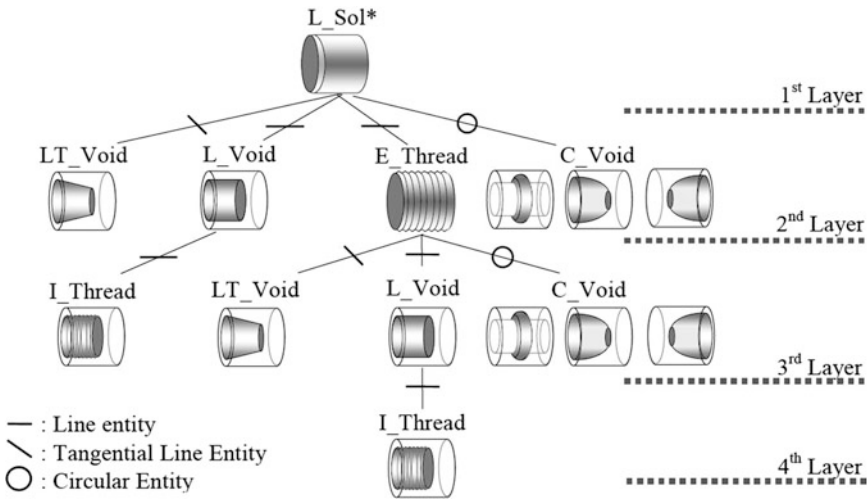 L_Sol*
1st Layer
LT_Void L_Void E_Thread C_Void
2nd Layer
I_Thread LT_Void L_Void C_Void
3rd Layer
: Line entity
I_Thread
: Tangential Line Entity
: Circular Entity
4th Layer